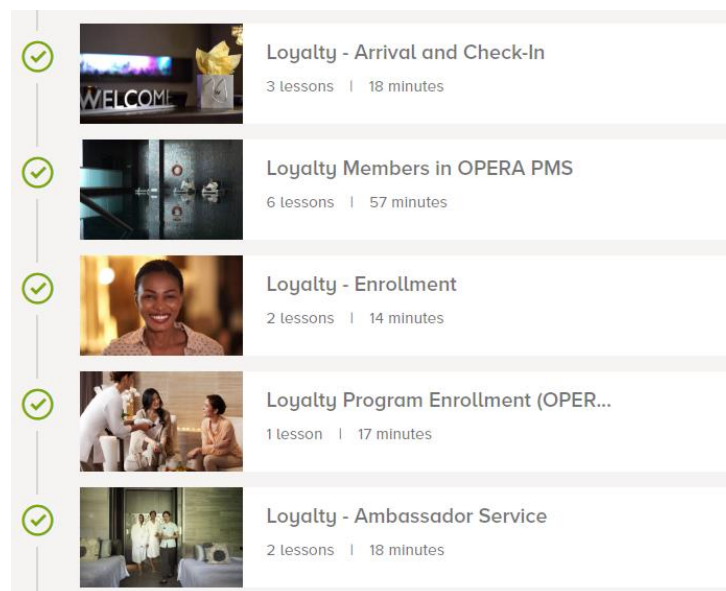 WELCOME
Loyalty - Arrival and Check-In
3 lessons | 18 minutes
Loyalty Members in OPERA PMS
6 lessons | 57 minutes
Loyalty - Enrollment
2 lessons | 14 minutes
Loyalty Program Enrollment (OPER...
1 lesson | 17 minutes
Loyalty - Ambassador Service
2 lessons | 18 minutes